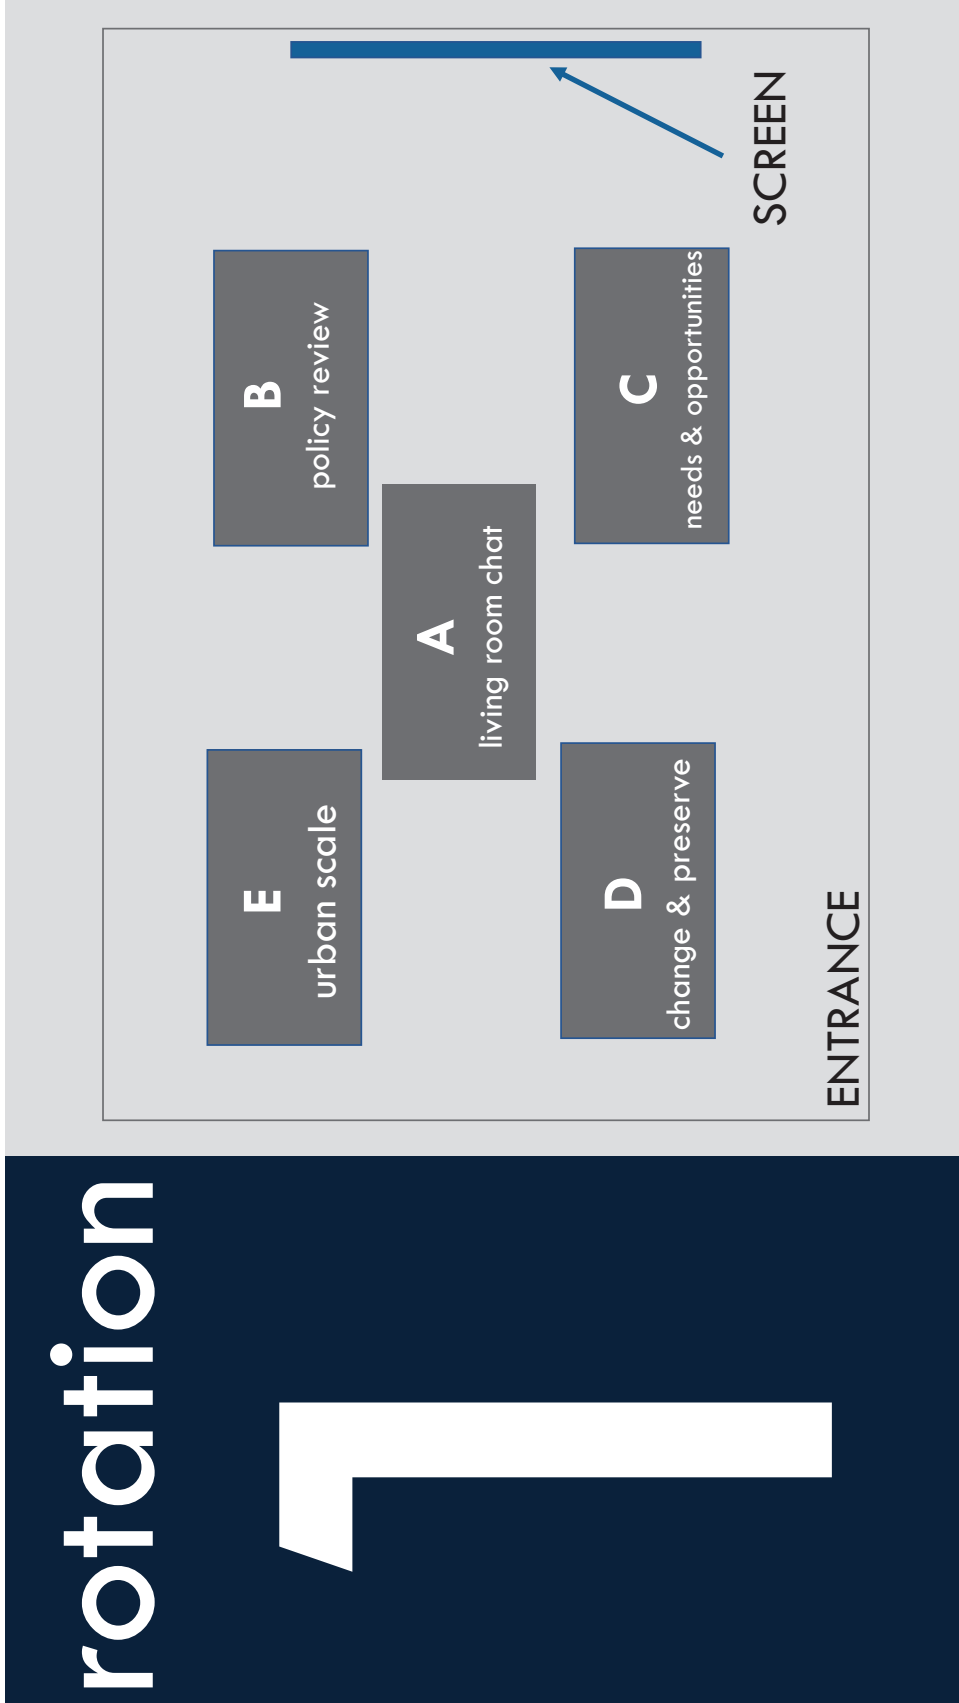 rotation
1
E
urban scale
B
policy review
A
living room chat
D
change & preserve
C
needs & opportunities
SCREEN
ENTRANCE